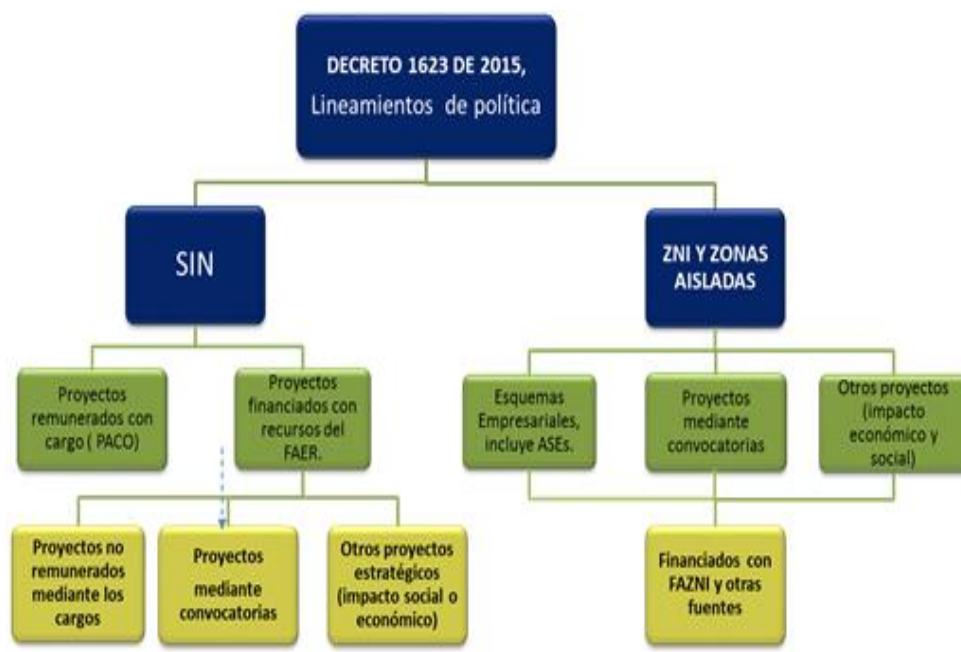 DECRETO 1623 DE 2015,
Lineamientos de política
SIN
ZNI Y ZONAS
AISLADAS
Proyectos
remunerados con
cargo ( PACO)
Proyectos
financiados con
recursos del
FAER.
Esquemas
Empresariales,
incluye ASEs.
Proyectos
mediante
convocatorias
Otros proyectos
(impacto
económico y
social)
Proyectos no
remunerados
mediante los
cargos
Proyectos
mediante
convocatorias
Otros proyectos
estratégicos
(impacto social o
económico)
Financiados con
FAZNI y otras
fuentes